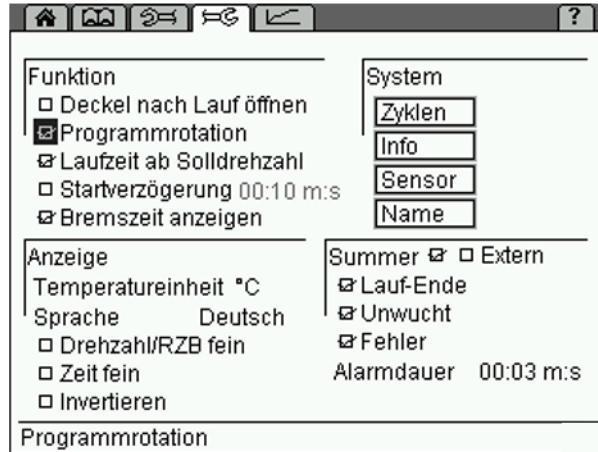 ?
Funktion
Deckel nach Lauf öffnen
Programmrotation
Laufzeit ab Solldrehzahl
Startverzögerung 00:10 m:s
Bremszeit anzeigen
System
Zyklen
Info
Sensor
Name
Anzeige
Temperatureinheit °C
Sprache Deutsch
Drehzahl/RZB fein
Zeit fein
Invertieren
Summer Extern
Lauf-Ende
Unwucht
Fehler
Alarmdauer 00:03 m:s
Programmrotation